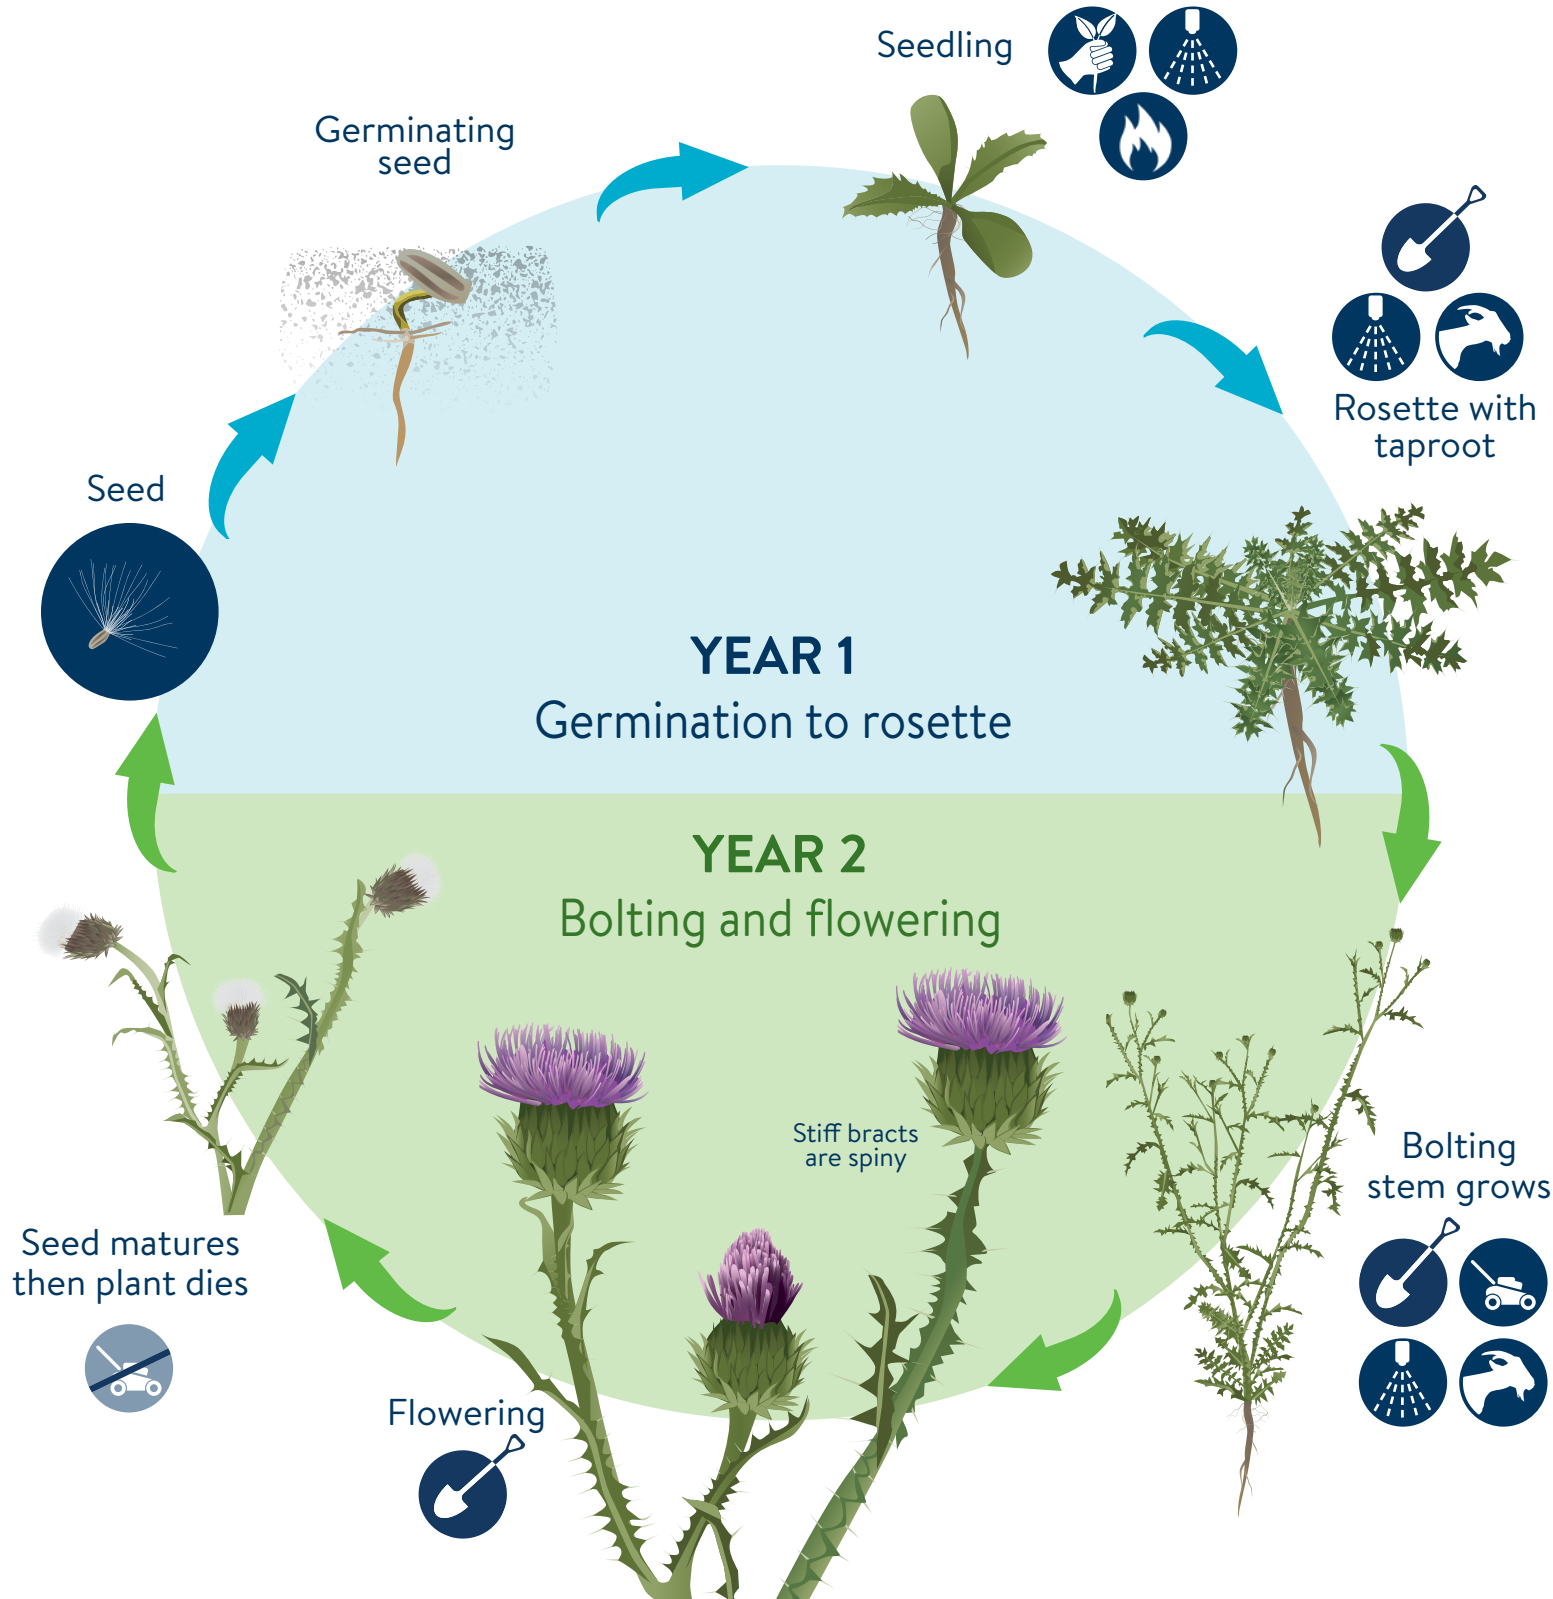 Seedling
Germinating
seed
Rosette with
taproot
Seed
YEAR 1
Germination to rosette
YEAR 2
Bolting and flowering
Stiff bracts
are spiny
Bolting
stem grows
Seed matures
then plant dies
Flowering